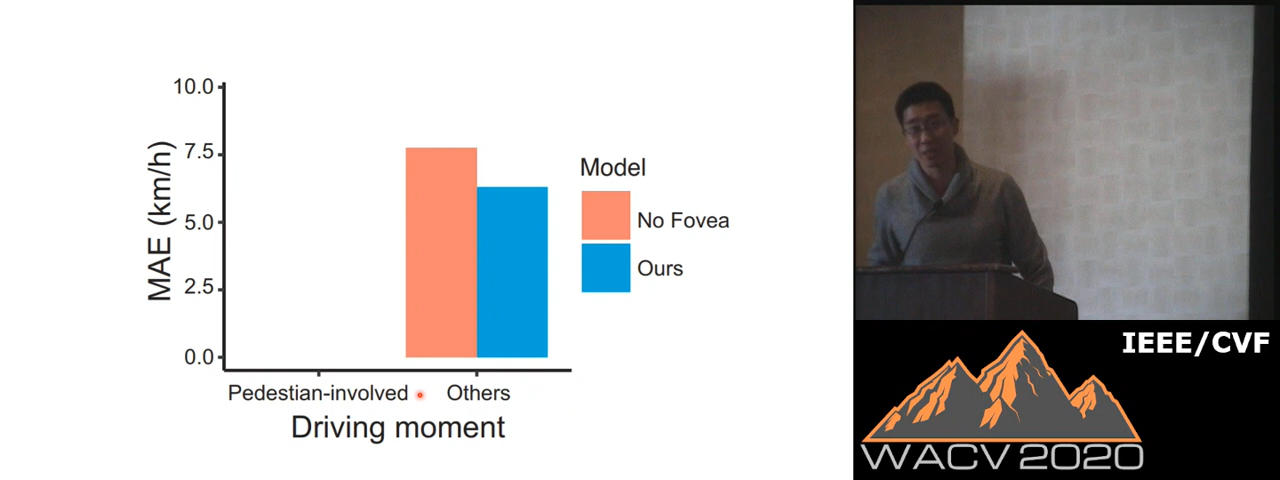 10.0
7.5
5.0
2.5
0.0
MAE (km/h)
Pedestian-involved
Others
Driving moment
Model
No Fovea
Ours
IEEE/CVF
WACV 2020